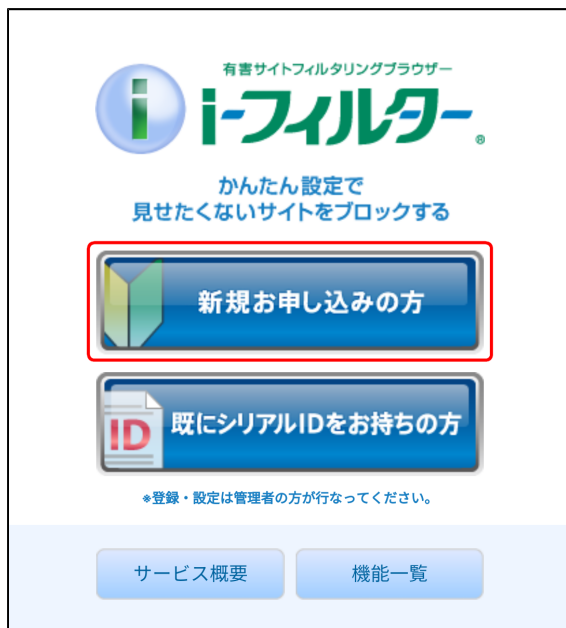 有害サイトフィルタリングブラウザー
i-フィルター®
かんたん設定で
見せたくないサイトをブロックする
新規お申し込みの方
ID
既にシリアルIDをお持ちの方
※登録・設定は管理者の方が行なってください。
サービス概要
機能一覧